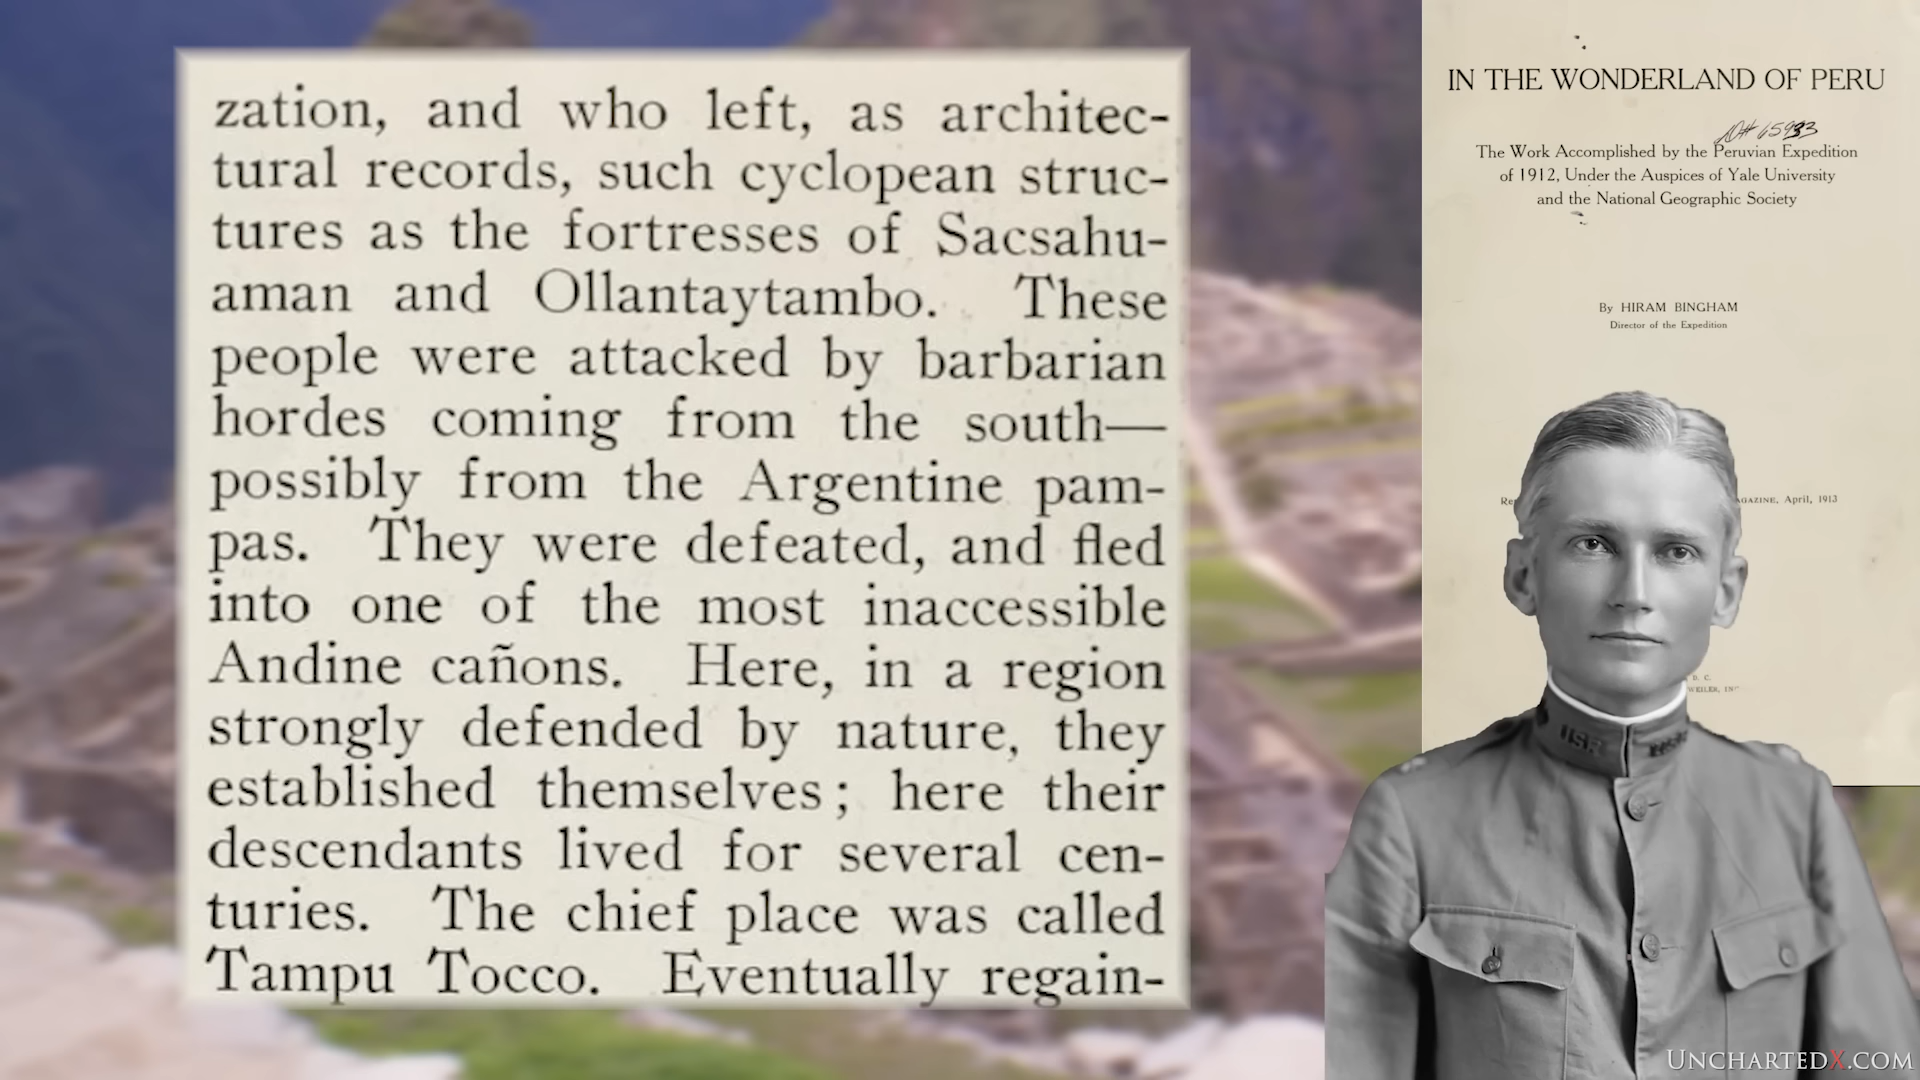 zation, and who left, as architec-
tural records, such cyclopean struc-
tures as the fortresses of Sacsahu-
aman and Ollantaytambo. These
people were attacked by barbarian
hordes coming from the south—
possibly from the Argentine pam-
pas. They were defeated, and fled
into one of the most inaccessible
Andine cañons. Here, in a region
strongly defended by nature, they
established themselves; here their
descendants lived for several cen-
turies. The chief place was called
Tampu Tocco. Eventually regain-
IN THE WONDERLAND OF PERU
The Work Accomplished by the Peruvian Expedition
of 1912, Under the Auspices of Yale University
and the National Geographic Society
By HIRAM BINGHAM
Director of the Expedition
April, 1913
D. C.
USR
UNCHARTEDX.COM